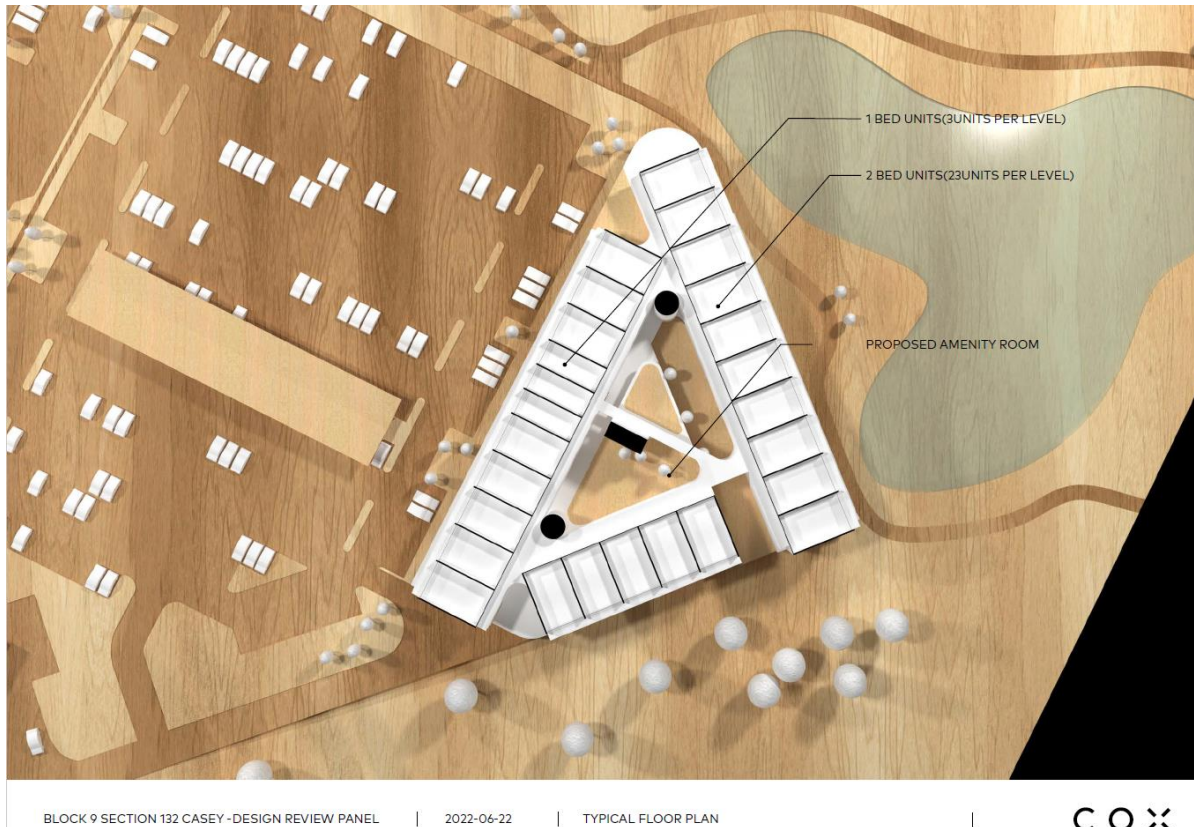 1 BED UNITS(3UNITS PER LEVEL)
2 BED UNITS(23UNITS PER LEVEL)
PROPOSED AMENITY ROOM
BLOCK 9 SECTION 132 CASEY -DESIGN REVIEW PANEL
2022-06-22
TYPICAL FLOOR PLAN
COX